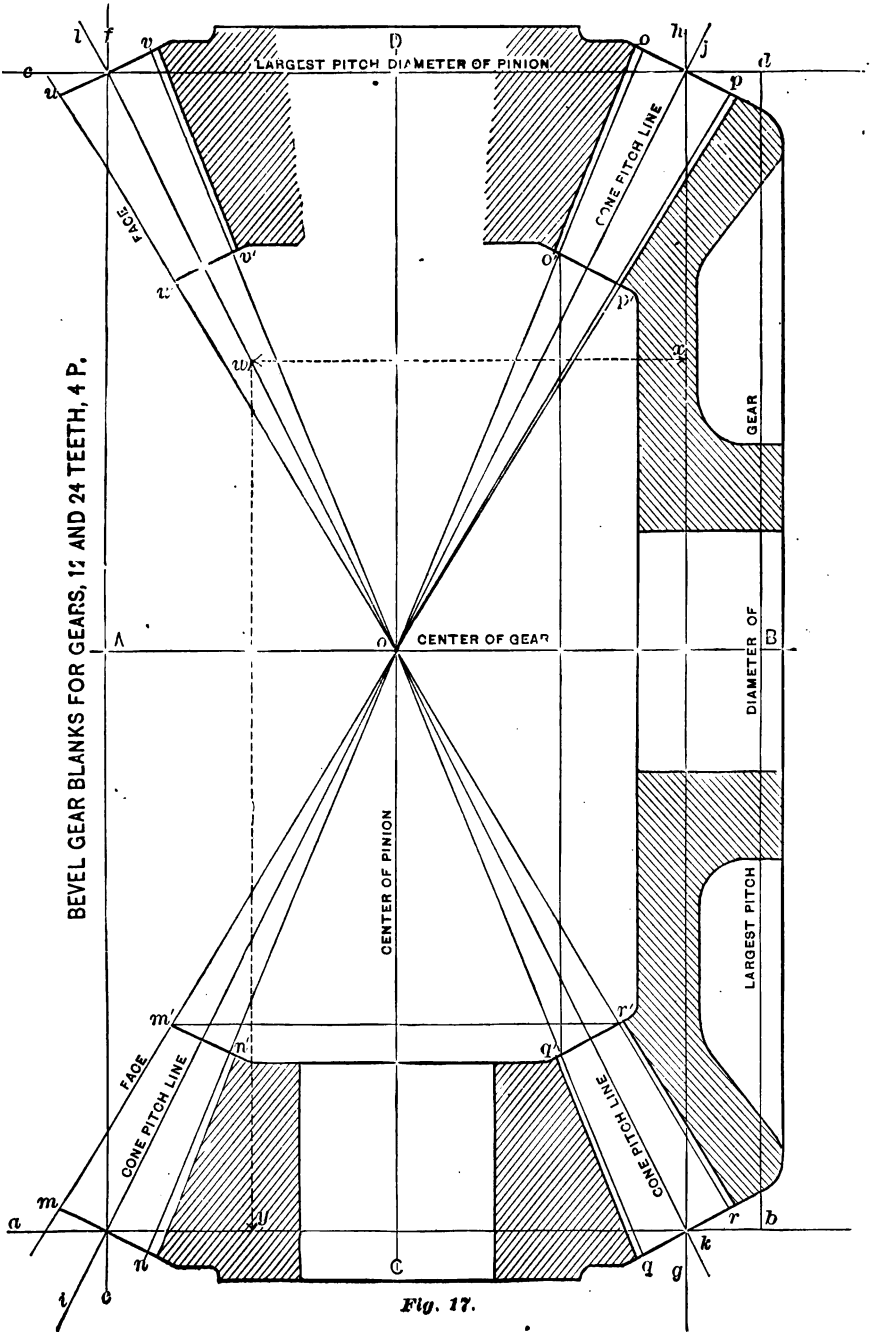 l f v D o h j
c LARGEST PITCH DIAMETER OF PINION d
u p
CONE PITCH LINE
FACE
v' o'
w' p'
w x
BEVEL GEAR BLANKS FOR GEARS, 12 AND 24 TEETH, 4 P.
GEAR
A O CENTER OF GEAR B
DIAMETER OF
CENTER OF PINION
LARGEST PITCH
m' r'
n' q'
FACE
CONE PITCH LINE
CONE PITCH LINE
m r
a y b
n C q k
i c g
Fig. 17.